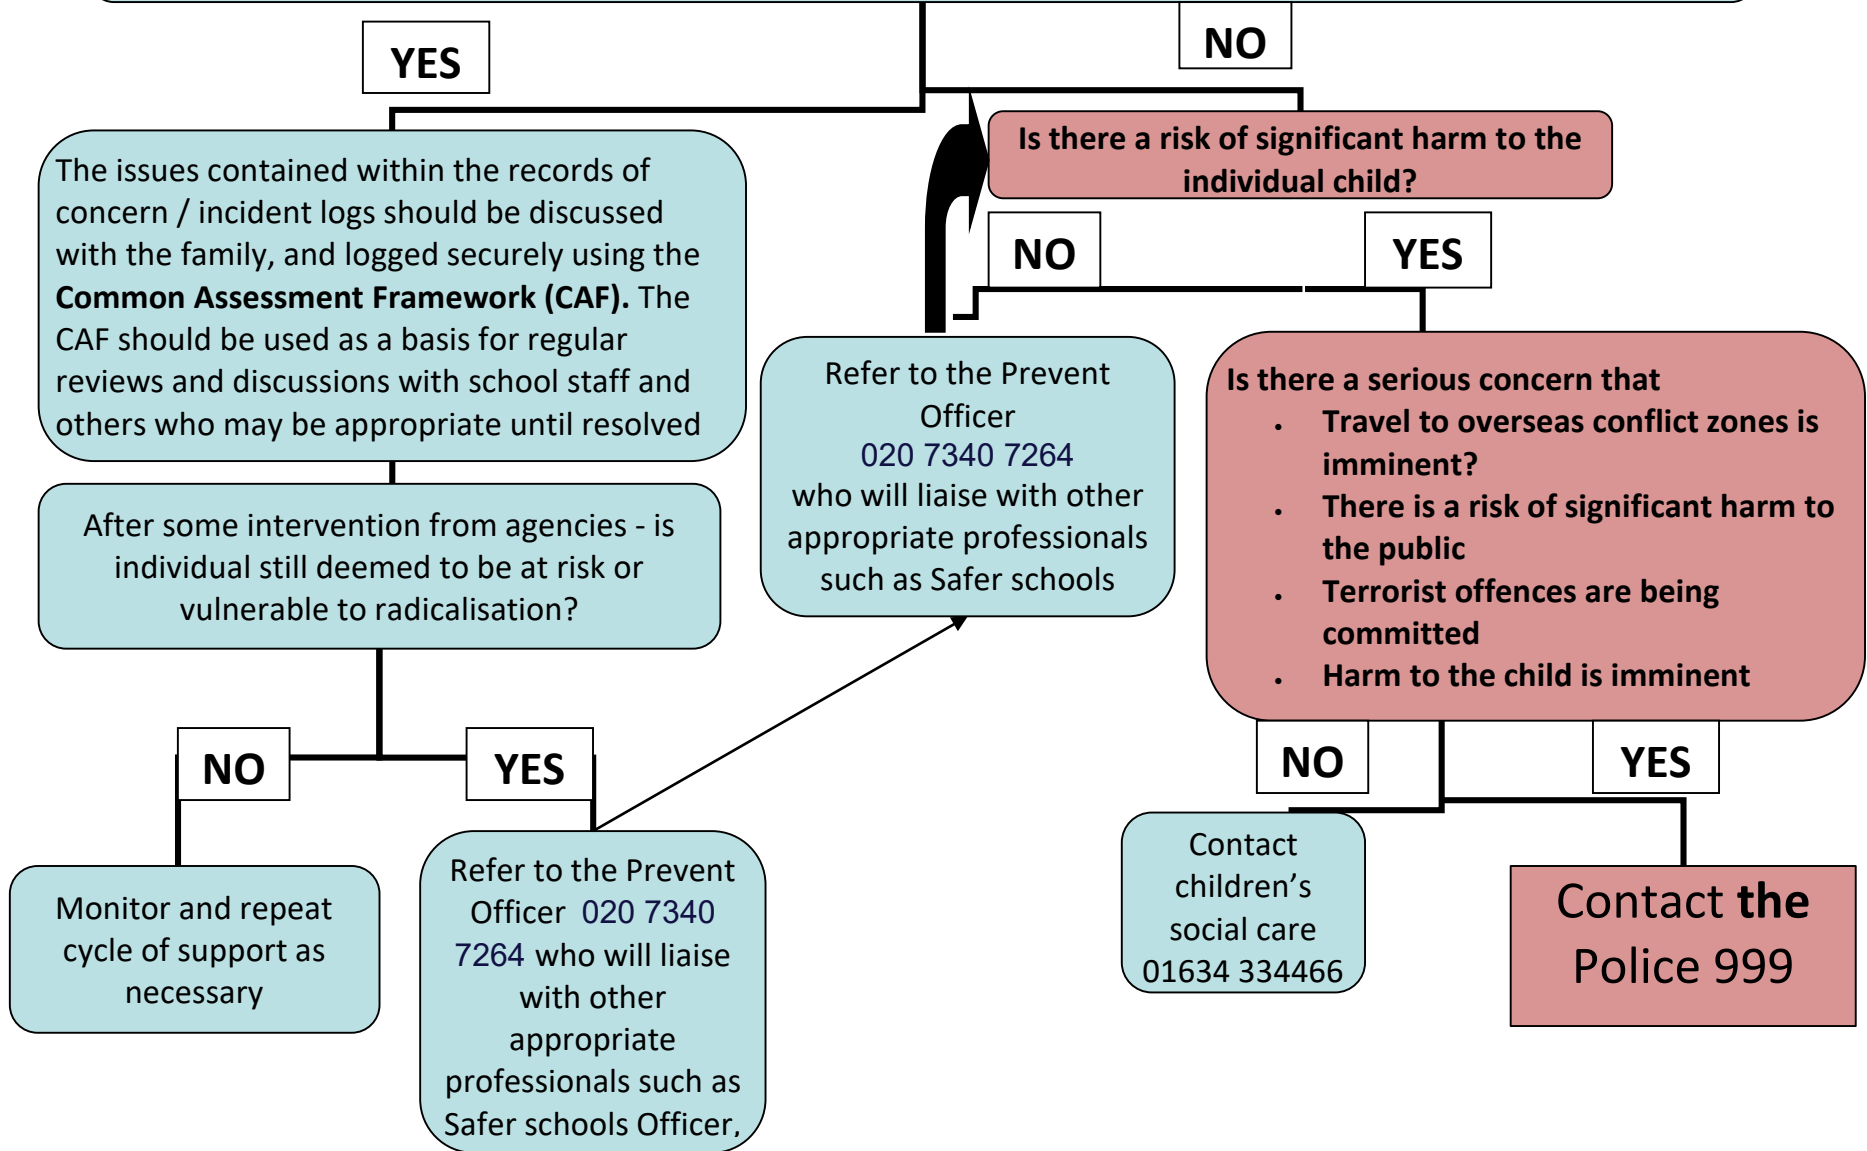 YES
NO
The issues contained within the records of
concern / incident logs should be discussed
with the family, and logged securely using the
Common Assessment Framework (CAF). The
CAF should be used as a basis for regular
reviews and discussions with school staff and
others who may be appropriate until resolved
Is there a risk of significant harm to the
individual child?
NO
YES
After some intervention from agencies - is
individual still deemed to be at risk or
vulnerable to radicalisation?
Refer to the Prevent
Officer
020 7340 7264
who will liaise with other
appropriate professionals
such as Safer schools
Is there a serious concern that
• Travel to overseas conflict zones is
imminent?
• There is a risk of significant harm to
the public
• Terrorist offences are being
committed
• Harm to the child is imminent
NO
YES
NO
YES
Monitor and repeat
cycle of support as
necessary
Refer to the Prevent
Officer 020 7340
7264 who will liaise
with other
appropriate
professionals such as
Safer schools Officer,
Contact
children’s
social care
01634 334466
Contact the
Police 999